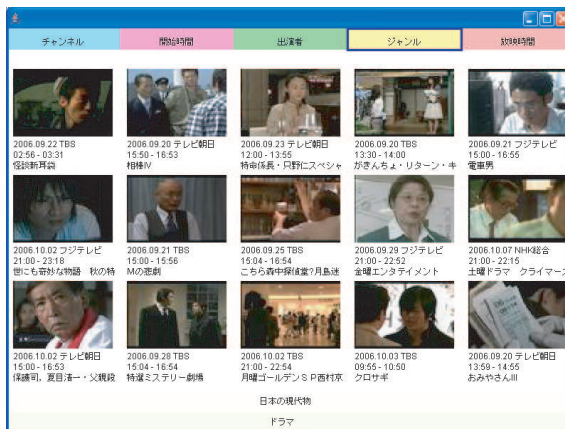 チャンネル
開始時間
出演者
ジャンル
放映時間
2006.09.22 TBS
02:56 - 03:31
怪談新耳袋
2006.09.20 テレビ朝日
15:50 - 16:53
相棒Ⅳ
2006.09.23 テレビ朝日
12:00 - 13:55
特命係長・只野仁スペシャ
2006.09.20 TBS
13:30 - 14:00
がきんちょ・リターン・キ
2006.09.21 フジテレビ
15:00 - 16:55
電車男
2006.10.02 フジテレビ
21:00 - 23:18
世にも奇妙な物語 秋の特
2006.09.21 TBS
15:00 - 15:56
Mの悲劇
2006.09.25 TBS
15:04 - 16:54
こちら森中探偵堂?月島迷
2006.09.29 フジテレビ
21:00 - 22:52
金曜エンタテイメント
2006.10.07 NHK総合
21:00 - 22:15
土曜ドラマ クライマーズ
2006.10.02 テレビ朝日
15:00 - 16:53
保護司, 夏目清一・父親殺
2006.09.28 TBS
15:04 - 16:54
特選ミステリー劇場
2006.10.02 TBS
21:00 - 22:54
月曜ゴールデンSP西村京
2006.10.03 TBS
09:55 - 10:50
クロサギ
2006.09.20 テレビ朝日
13:59 - 14:55
おみやさんIII
日本の現代物
ドラマ